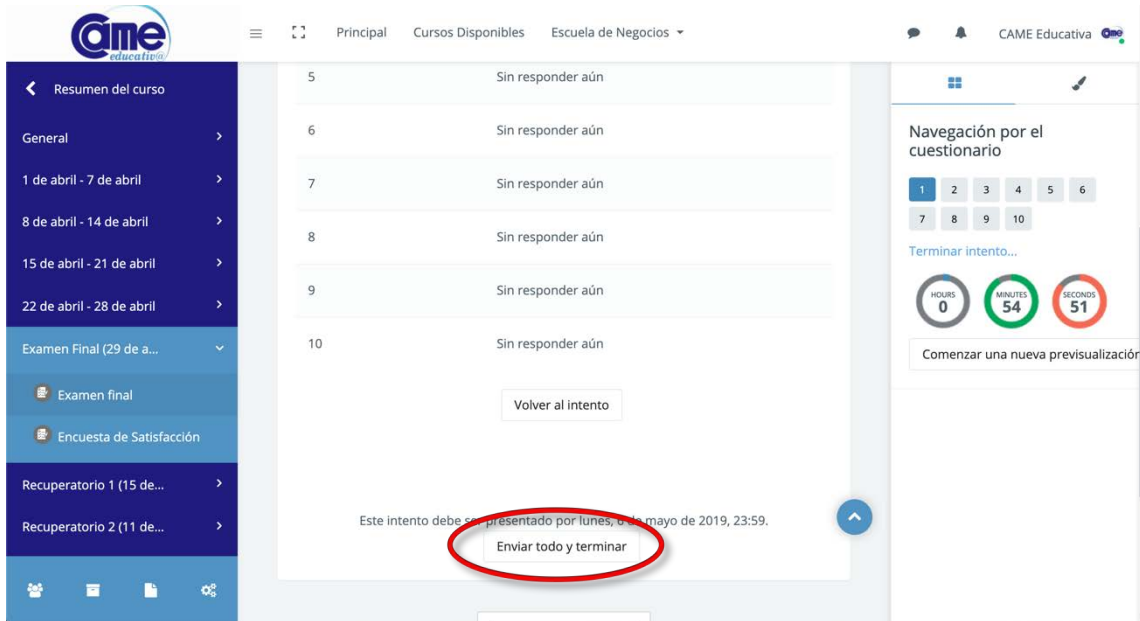 Came
educativ@
Principal Cursos Disponibles Escuela de Negocios
CAME Educativa Came
Resumen del curso
General
1 de abril - 7 de abril
8 de abril - 14 de abril
15 de abril - 21 de abril
22 de abril - 28 de abril
Examen Final (29 de a...
Examen final
Encuesta de Satisfacción
Recuperatorio 1 (15 de...
Recuperatorio 2 (11 de...
5 Sin responder aún
6 Sin responder aún
7 Sin responder aún
8 Sin responder aún
9 Sin responder aún
10 Sin responder aún
Volver al intento
Este intento debe ser presentado por lunes, 6 de mayo de 2019, 23:59.
Enviar todo y terminar
Navegación por el
cuestionario
1 2 3 4 5 6
7 8 9 10
Terminar intento...
HOURS MINUTES SECONDS
0 54 51
Comenzar una nueva previsualización